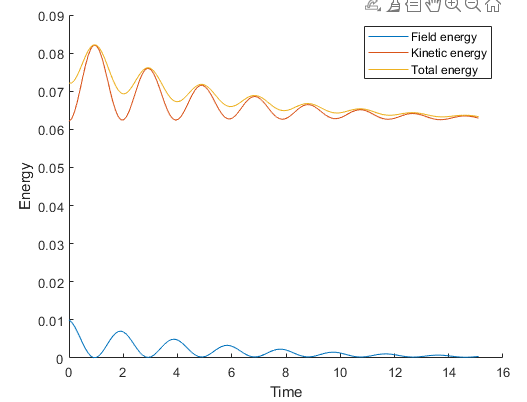 0.09
0.08
0.07
0.06
0.05
0.04
0.03
0.02
0.01
0
Energy
Field energy
Kinetic energy
Total energy
0 2 4 6 8 10 12 14 16
Time